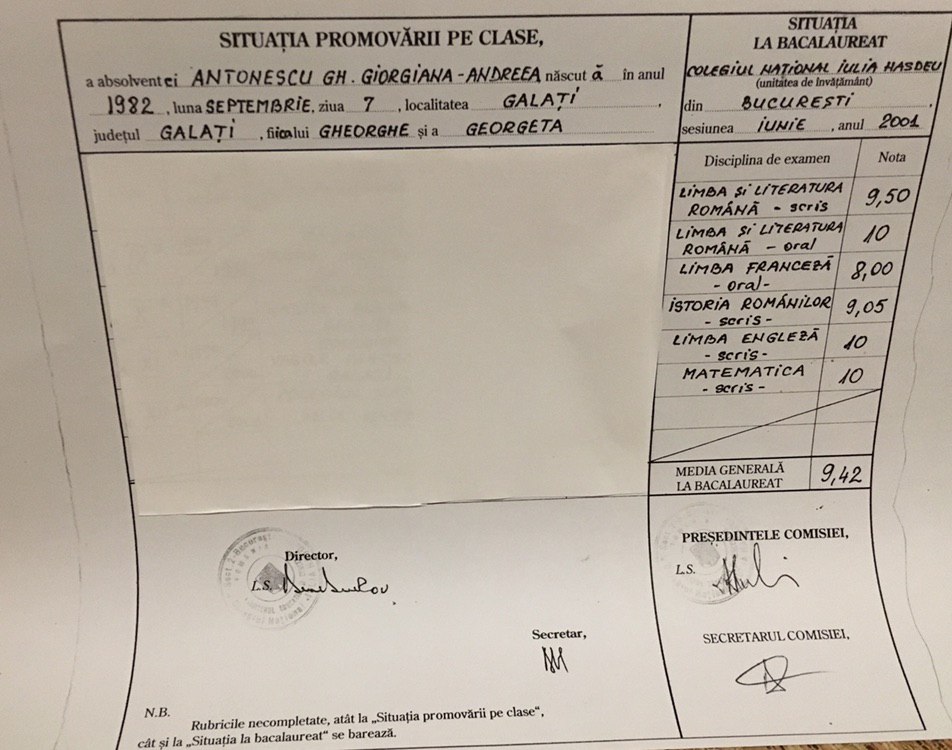 SITUAȚIA PROMOVĂRII PE CLASE,
a absolventei ANTONESCU GH. GIORGIANA-ANDREEA născut ă în anul
1982, luna SEPTEMBRIE, ziua 7, localitatea GALAȚI,
județul GALAȚI, fiica lui GHEORGHE și a GEORGETA
SITUAȚIA
LA BACALAUREAT
COLEGIUL NAȚIONAL IULIA HASDEU
(unitatea de învățământ)
din BUCUREȘTI,
sesiunea IUNIE, anul 2001
Disciplina de examen Nota
LIMBA ȘI LITERATURA
ROMÂNĂ - scris 9,50
LIMBA ȘI LITERATURA
ROMÂNĂ - oral 10
LIMBA FRANCEZĂ
- oral- 8,00
ISTORIA ROMÂNILOR
- scris- 9,05
LIMBA ENGLEZĂ
- scris- 10
MATEMATICA
- scris- 10
MEDIA GENERALĂ
LA BACALAUREAT 9,42
Director,
L.S.
Secretar,
PREȘEDINTELE COMISIEI,
L.S.
SECRETARUL COMISIEI,
N.B.
Rubricile necompletate, atât la „Situația promovării pe clase“,
cât și la „Situația la bacalaureat“ se barează.